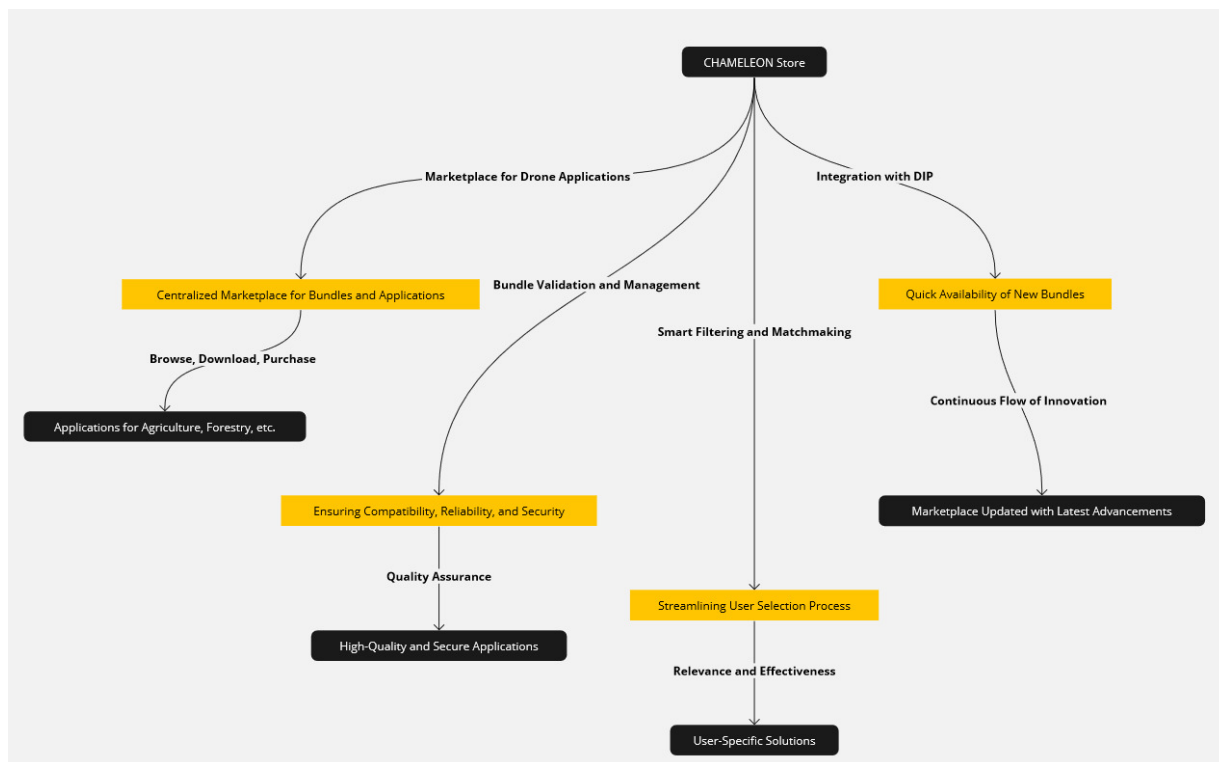 CHAMELEON Store
Marketplace for Drone Applications
Integration with DIP
Bundle Validation and Management
Centralized Marketplace for Bundles and Applications
Quick Availability of New Bundles
Smart Filtering and Matchmaking
Browse, Download, Purchase
Continuous Flow of Innovation
Applications for Agriculture, Forestry, etc.
Ensuring Compatibility, Reliability, and Security
Marketplace Updated with Latest Advancements
Quality Assurance
Streamlining User Selection Process
High-Quality and Secure Applications
Relevance and Effectiveness
User-Specific Solutions